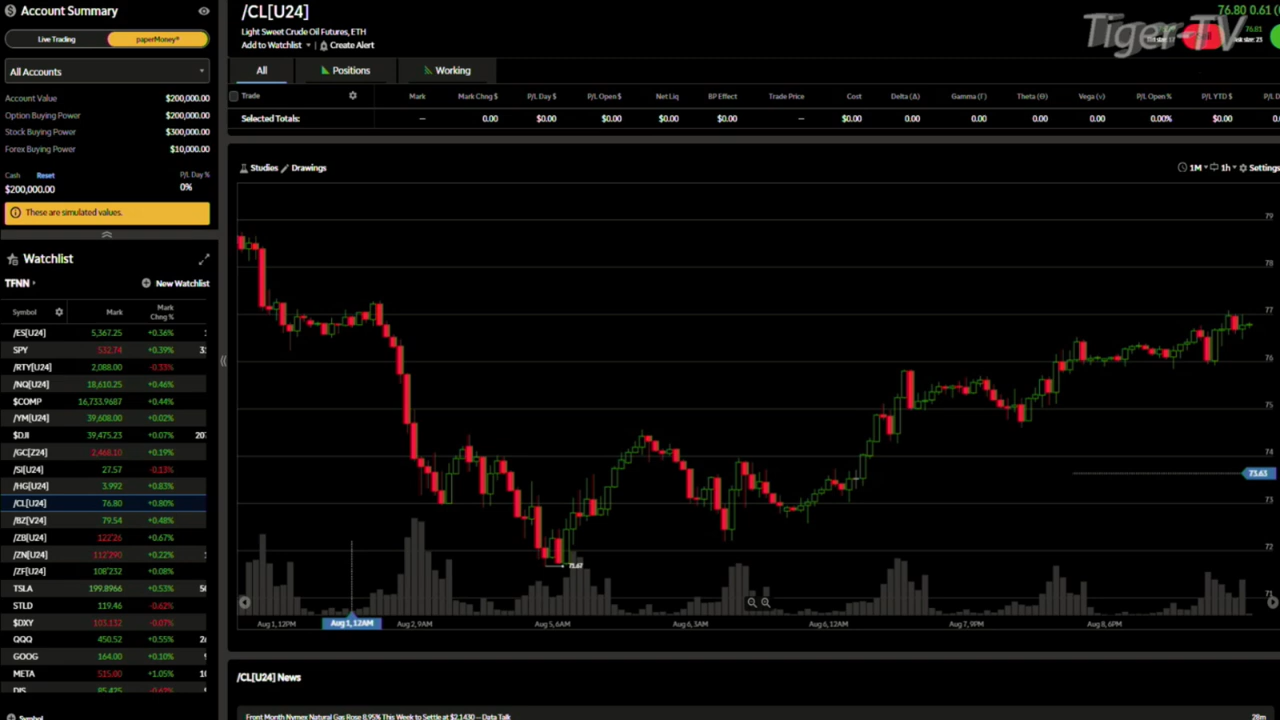 Account Summary
Live Trading
paperMoney®
All Accounts
Account Value $200,000.00
Option Buying Power $200,000.00
Stock Buying Power $300,000.00
Forex Buying Power $10,000.00
Cash Reset P/L Day %
$200,000.00 0%
These are simulated values.
Watchlist
TFNN
New Watchlist
Symbol Mark Mark Chng %
/ES[U24] 5,367.25 +0.36%
SPY 532.74 +0.39%
/RTY[U24] 2,088.00 -0.33%
/NQ[U24] 18,610.25 +0.46%
$COMP 16,733.9687 +0.44%
/YM[U24] 39,608.00 +0.02%
$DJI 39,475.23 +0.07% 20
/GC[Z24] 2,468.10 +0.19%
/SI[U24] 27.57 -0.13%
/HG[U24] 3.992 +0.83%
/CL[U24] 76.80 +0.80%
/BZ[V24] 79.54 +0.48%
/ZB[U24] 122'26 +0.67%
/ZN[U24] 112'290 +0.22%
/ZF[U24] 108'232 +0.08%
TSLA 199.8966 +0.53%
STLD 119.46 -0.62%
$DXY 103.132 -0.07%
QQQ 450.52 +0.55%
GOOG 164.00 +0.10%
META 515.00 +1.05%
DIS 85.425 -0.62%
Symbol
/CL[U24]
Light Sweet Crude Oil Futures, ETH
Add to Watchlist Create Alert
76.80 0.61
76.81
Tiger-TV
All Positions Working
Trade Mark Mark Chng $ P/L Day $ P/L Open $ Net Liq BP Effect Trade Price Cost Delta (Δ) Gamma (Γ) Theta (Θ) Vega (ν) P/L Open % P/L YTD $
Selected Totals: — 0.00 $0.00 $0.00 $0.00 $0.00 — $0.00 0.00 0.00 0.00 0.00 0.00% $0.00
Studies Drawings
1M 1h Settings
79
78
77
76
75
74
73.63
73
72
71
71.67
Aug 1, 12PM Aug 1, 12AM Aug 2, 9AM Aug 5, 6AM Aug 6, 5AM Aug 6, 12AM Aug 7, 9PM Aug 8, 6PM
/CL[U24] News
Front Month Nymex Natural Gas Rose 8.95% This Week to Settle at $2.1430 — Data Talk 28m